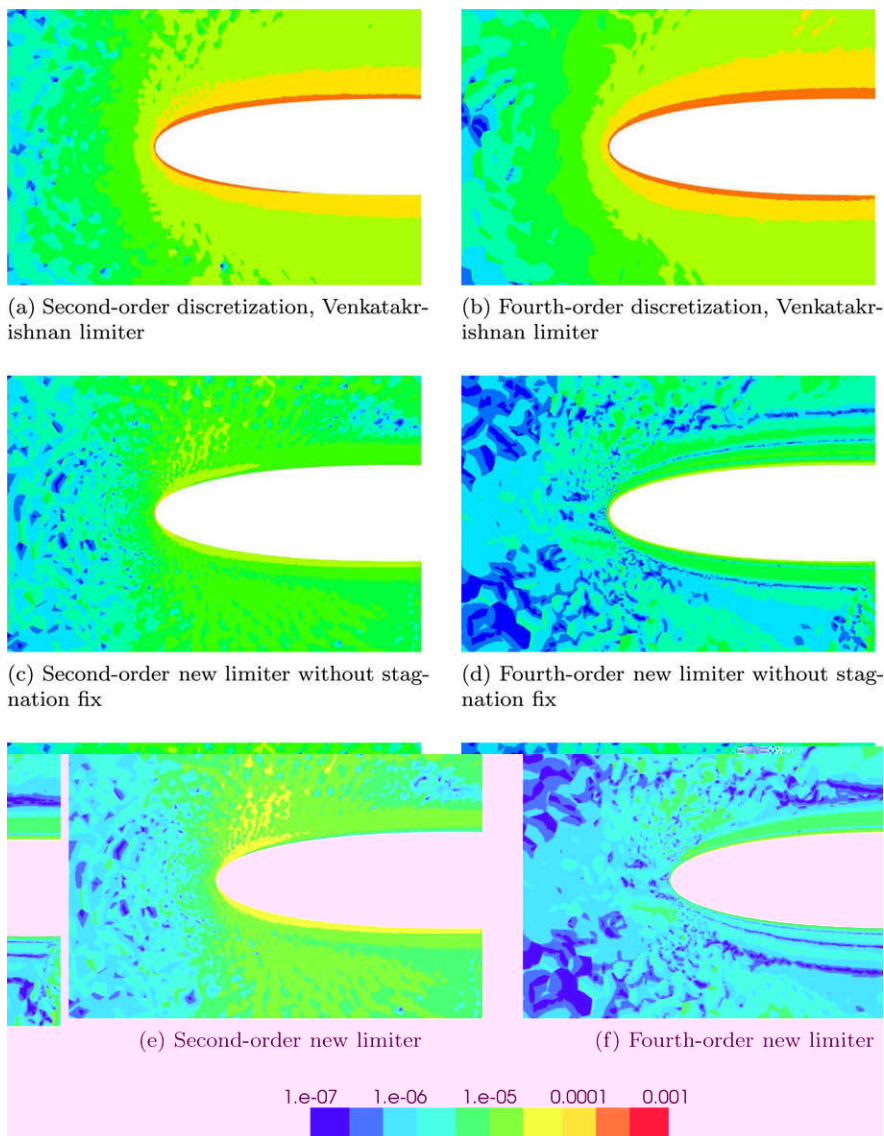 (a) Second-order discretization, Venkatakr-
ishnan limiter
(b) Fourth-order discretization, Venkatakr-
ishnan limiter
(c) Second-order new limiter without stag-
nation fix
(d) Fourth-order new limiter without stag-
nation fix
(e) Second-order new limiter
(f) Fourth-order new limiter
1.e-07 1.e-06 1.e-05 0.0001 0.001